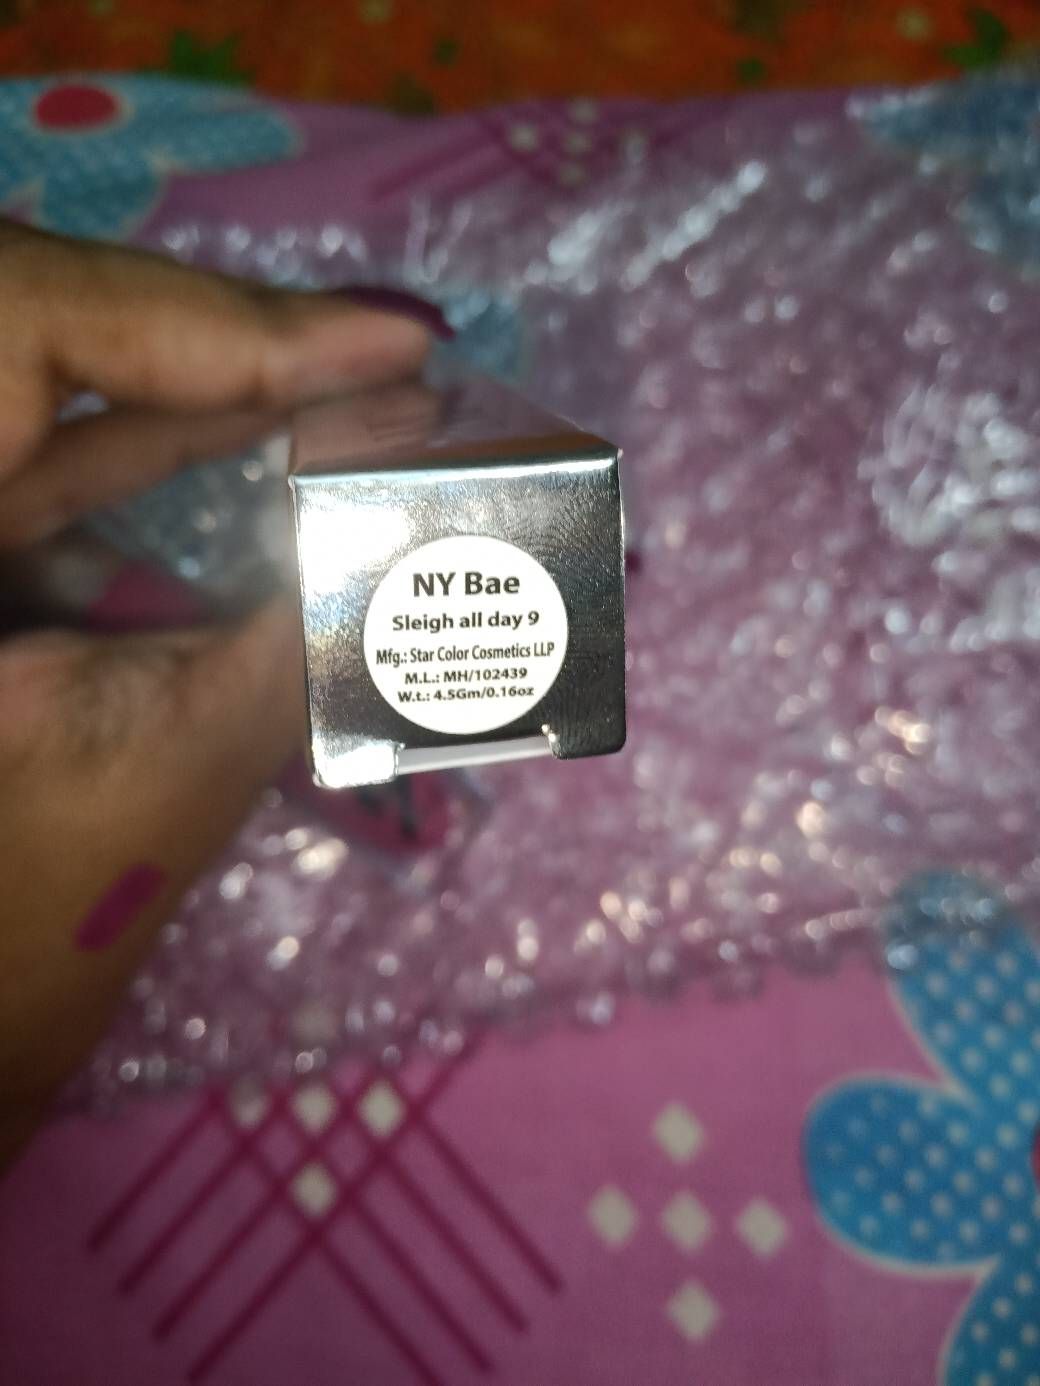 NY Bae
Sleigh all day 9
Mfg.: Star Color Cosmetics LLP
M.L.: MH/102439
W.t.: 4.5Gm/0.16oz